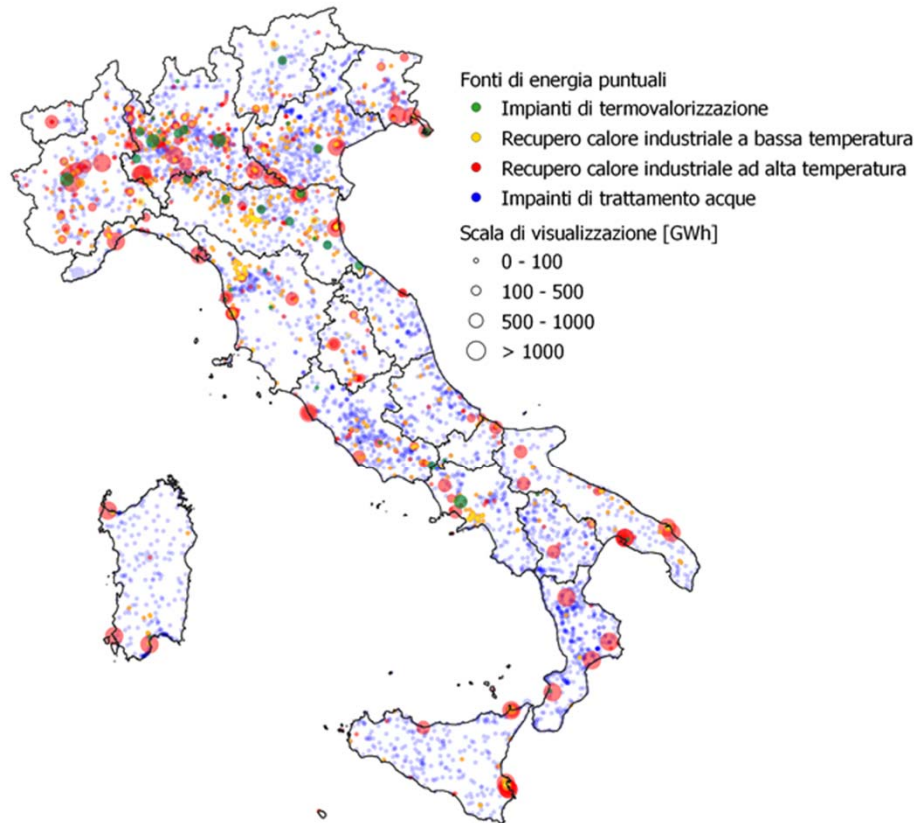 Fonti di energia puntuali
Impianti di termovalorizzazione
Recupero calore industriale a bassa temperatura
Recupero calore industriale ad alta temperatura
Impainti di trattamento acque
Scala di visualizzazione [GWh]
0 - 100
100 - 500
500 - 1000
> 1000